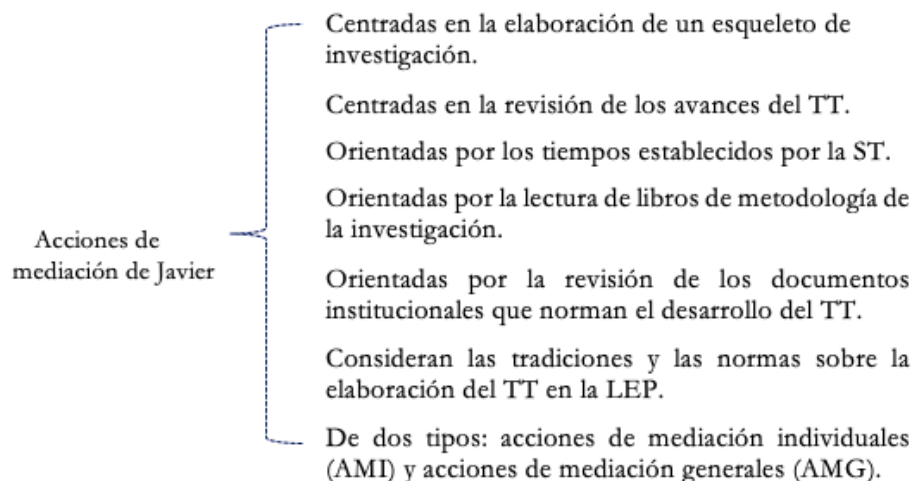 Acciones de
mediación de Javier
Centradas en la elaboración de un esqueleto de
investigación.
Centradas en la revisión de los avances del TT.
Orientadas por los tiempos establecidos por la ST.
Orientadas por la lectura de libros de metodología de
la investigación.
Orientadas por la revisión de los documentos
institucionales que norman el desarrollo del TT.
Consideran las tradiciones y las normas sobre la
elaboración del TT en la LEP.
De dos tipos: acciones de mediación individuales
(AMI) y acciones de mediación generales (AMG).